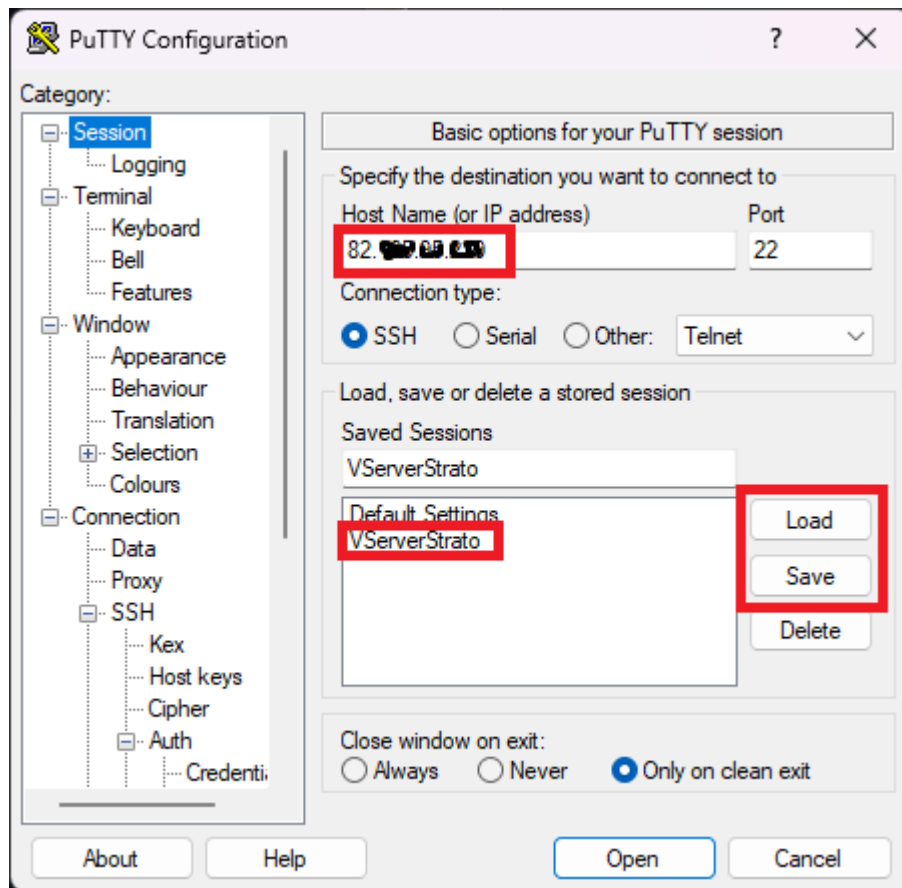 PuTTY Configuration
?
Category:
Session
Logging
Terminal
Keyboard
Bell
Features
Window
Appearance
Behaviour
Translation
Selection
Colours
Connection
Data
Proxy
SSH
Kex
Host keys
Cipher
Auth
Credenti
Basic options for your PuTTY session
Specify the destination you want to connect to
Host Name (or IP address) Port
82. 22
Connection type:
SSH Serial Other: Telnet
Load, save or delete a stored session
Saved Sessions
VServerStrato
Default Settings
VServerStrato
Load
Save
Delete
Close window on exit:
Always Never Only on clean exit
About Help Open Cancel